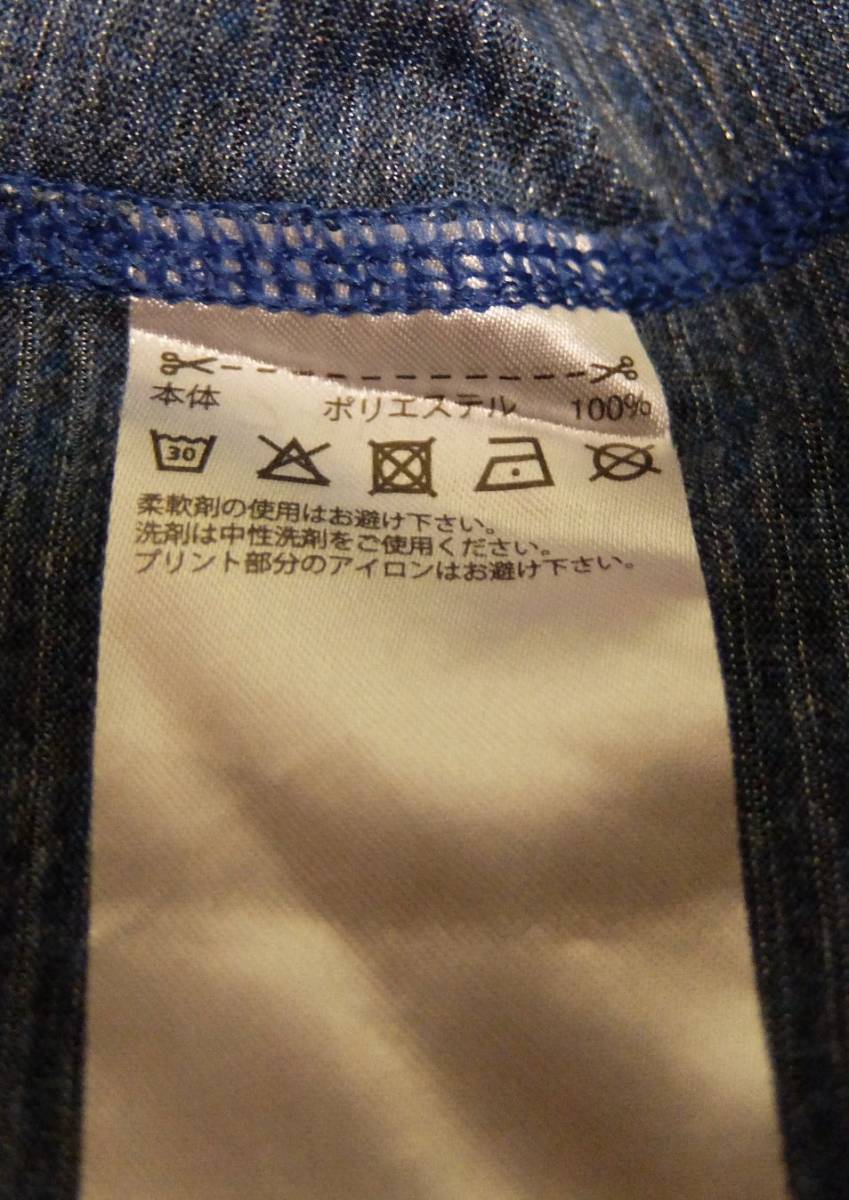 本体 ポリエステル 100%
30
柔軟剤の使用はお避け下さい。
洗剤は中性洗剤をご使用ください。
プリント部分のアイロンはお避け下さい。